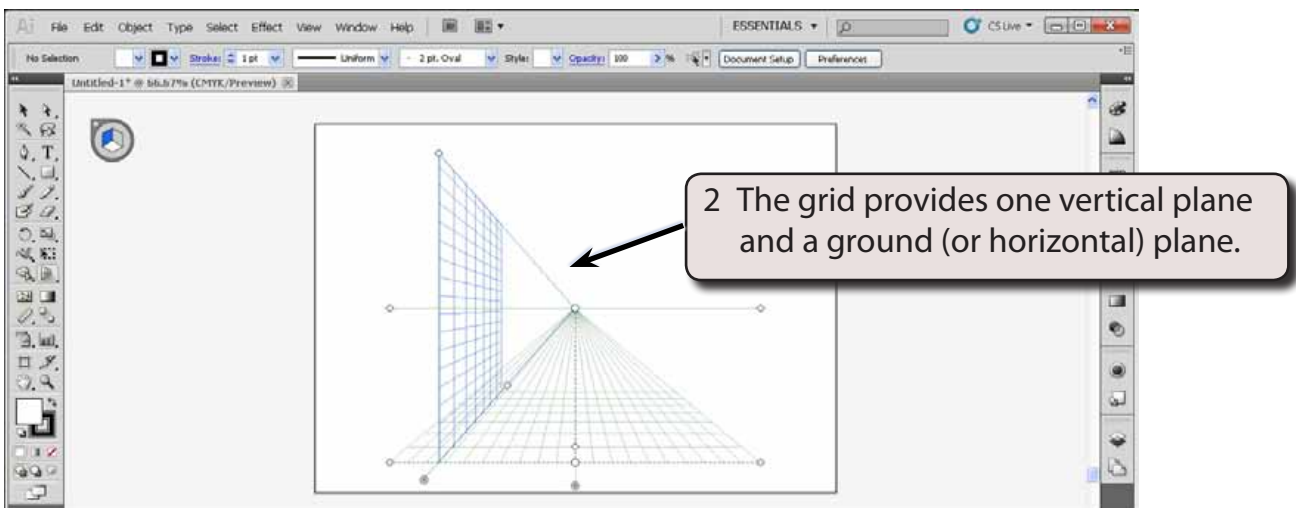 Ai File Edit Object Type Select Effect View Window Help ESSENTIALS CS Live
No Selection Stroke: 1 pt Uniform 2 pt. Oval Style: Opacity: 100 % Document Setup Preferences
Untitled-1* @ 66.67% (CMYK/Preview)
2 The grid provides one vertical plane
and a ground (or horizontal) plane.